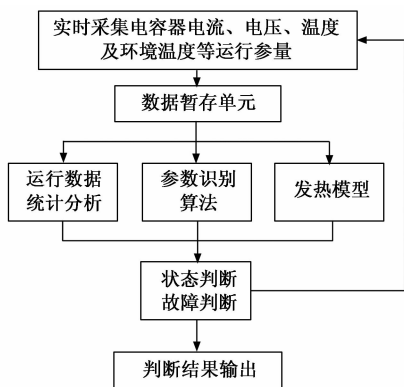 实时采集电容器电流、电压、温度
及环境温度等运行参量
数据暂存单元
运行数据
统计分析
参数识别
算法
发热模型
状态判断
故障判断
判断结果输出